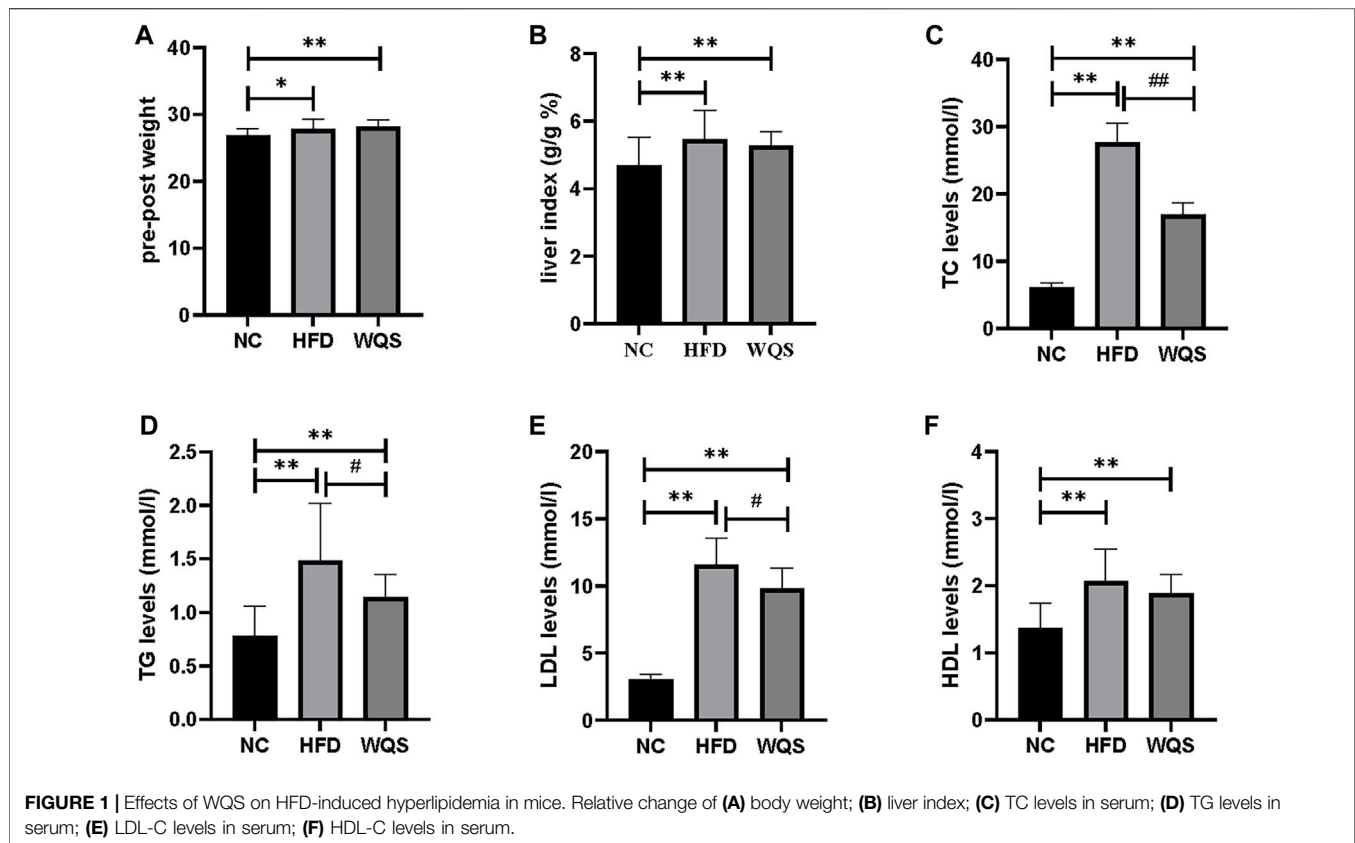 A
pre-post weight
40
30
20
10
0
**
*
NC HFD WQS
B
liver index (g/g %)
8
6
4
2
0
**
**
NC HFD WQS
C
TC levels (mmol/l)
40
30
20
10
0
**
** ##
NC HFD WQS
D
TG levels (mmol/l)
2.5
2.0
1.5
1.0
0.5
0.0
**
** #
NC HFD WQS
E
LDL levels (mmol/l)
20
15
10
5
0
**
** #
NC HFD WQS
F
HDL levels (mmol/l)
4
3
2
1
0
**
**
NC HFD WQS
FIGURE 1 | Effects of WQS on HFD-induced hyperlipidemia in mice. Relative change of (A) body weight; (B) liver index; (C) TC levels in serum; (D) TG levels in
serum; (E) LDL-C levels in serum; (F) HDL-C levels in serum.